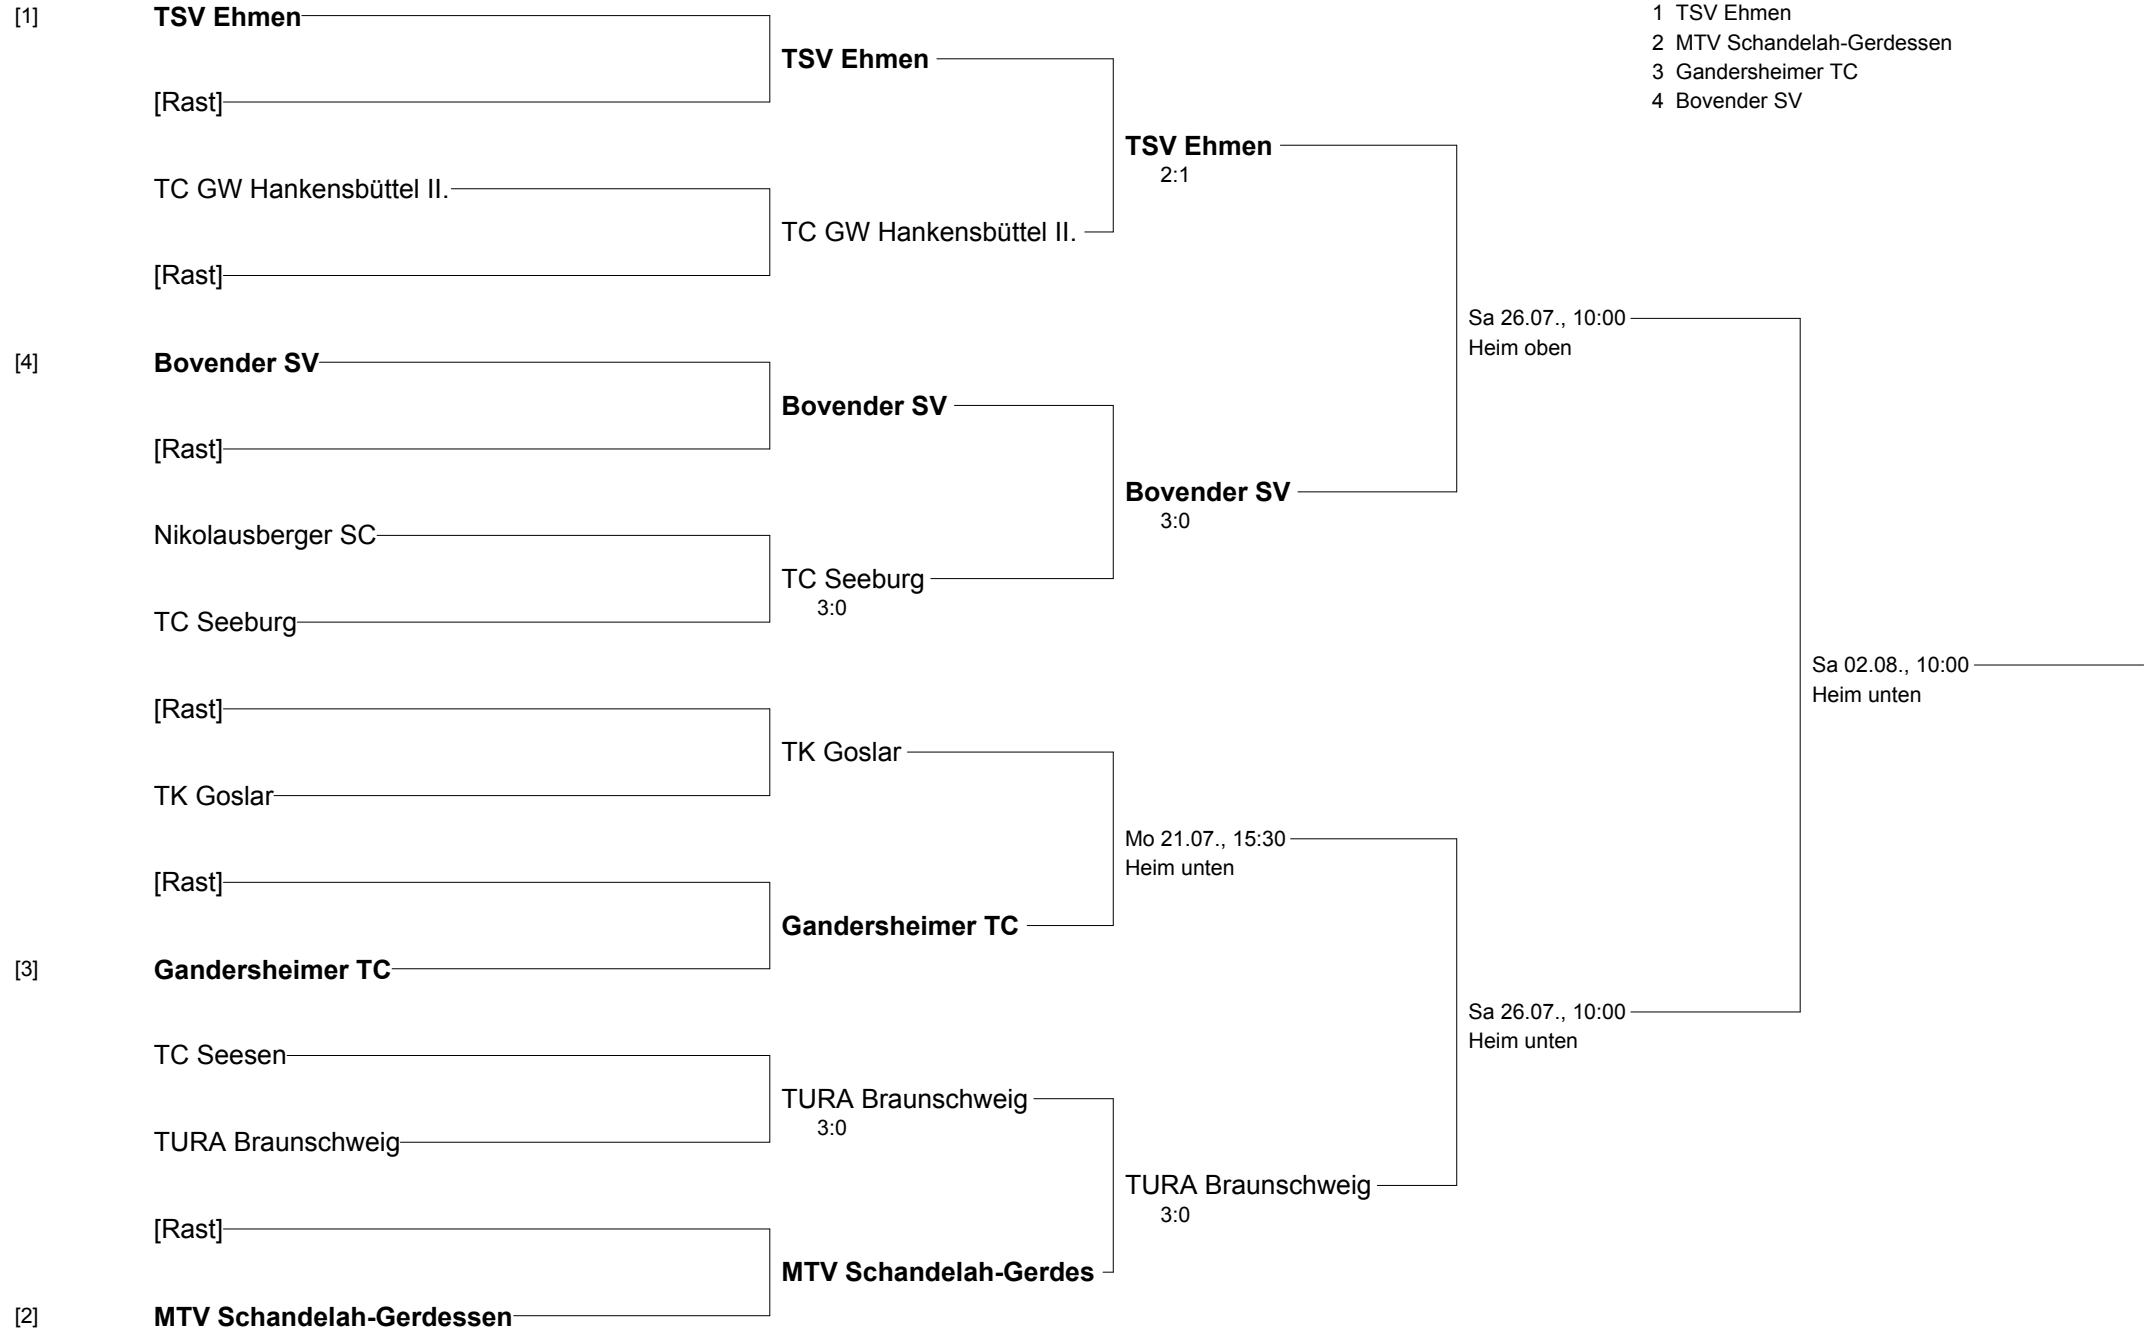 [1] TSV Ehmen
[Rast]
TC GW Hankensbüttel II.
[Rast]
[4] Bovender SV
[Rast]
Nikolausberger SC
TC Seeburg
[Rast]
TK Goslar
[Rast]
[3] Gandersheimer TC
TC Seesen
TURA Braunschweig
[Rast]
[2] MTV Schandelah-Gerdessen
TSV Ehmen
TC GW Hankensbüttel II.
Bovender SV
TC Seeburg
3:0
TK Goslar
Gandersheimer TC
TURA Braunschweig
3:0
MTV Schandelah-Gerdes
TSV Ehmen
2:1
Bovender SV
3:0
Mo 21.07., 15:30
Heim unten
TURA Braunschweig
3:0
Sa 26.07., 10:00
Heim oben
Sa 26.07., 10:00
Heim unten
Sa 02.08., 10:00
Heim unten
1 TSV Ehmen
2 MTV Schandelah-Gerdessen
3 Gandersheimer TC
4 Bovender SV